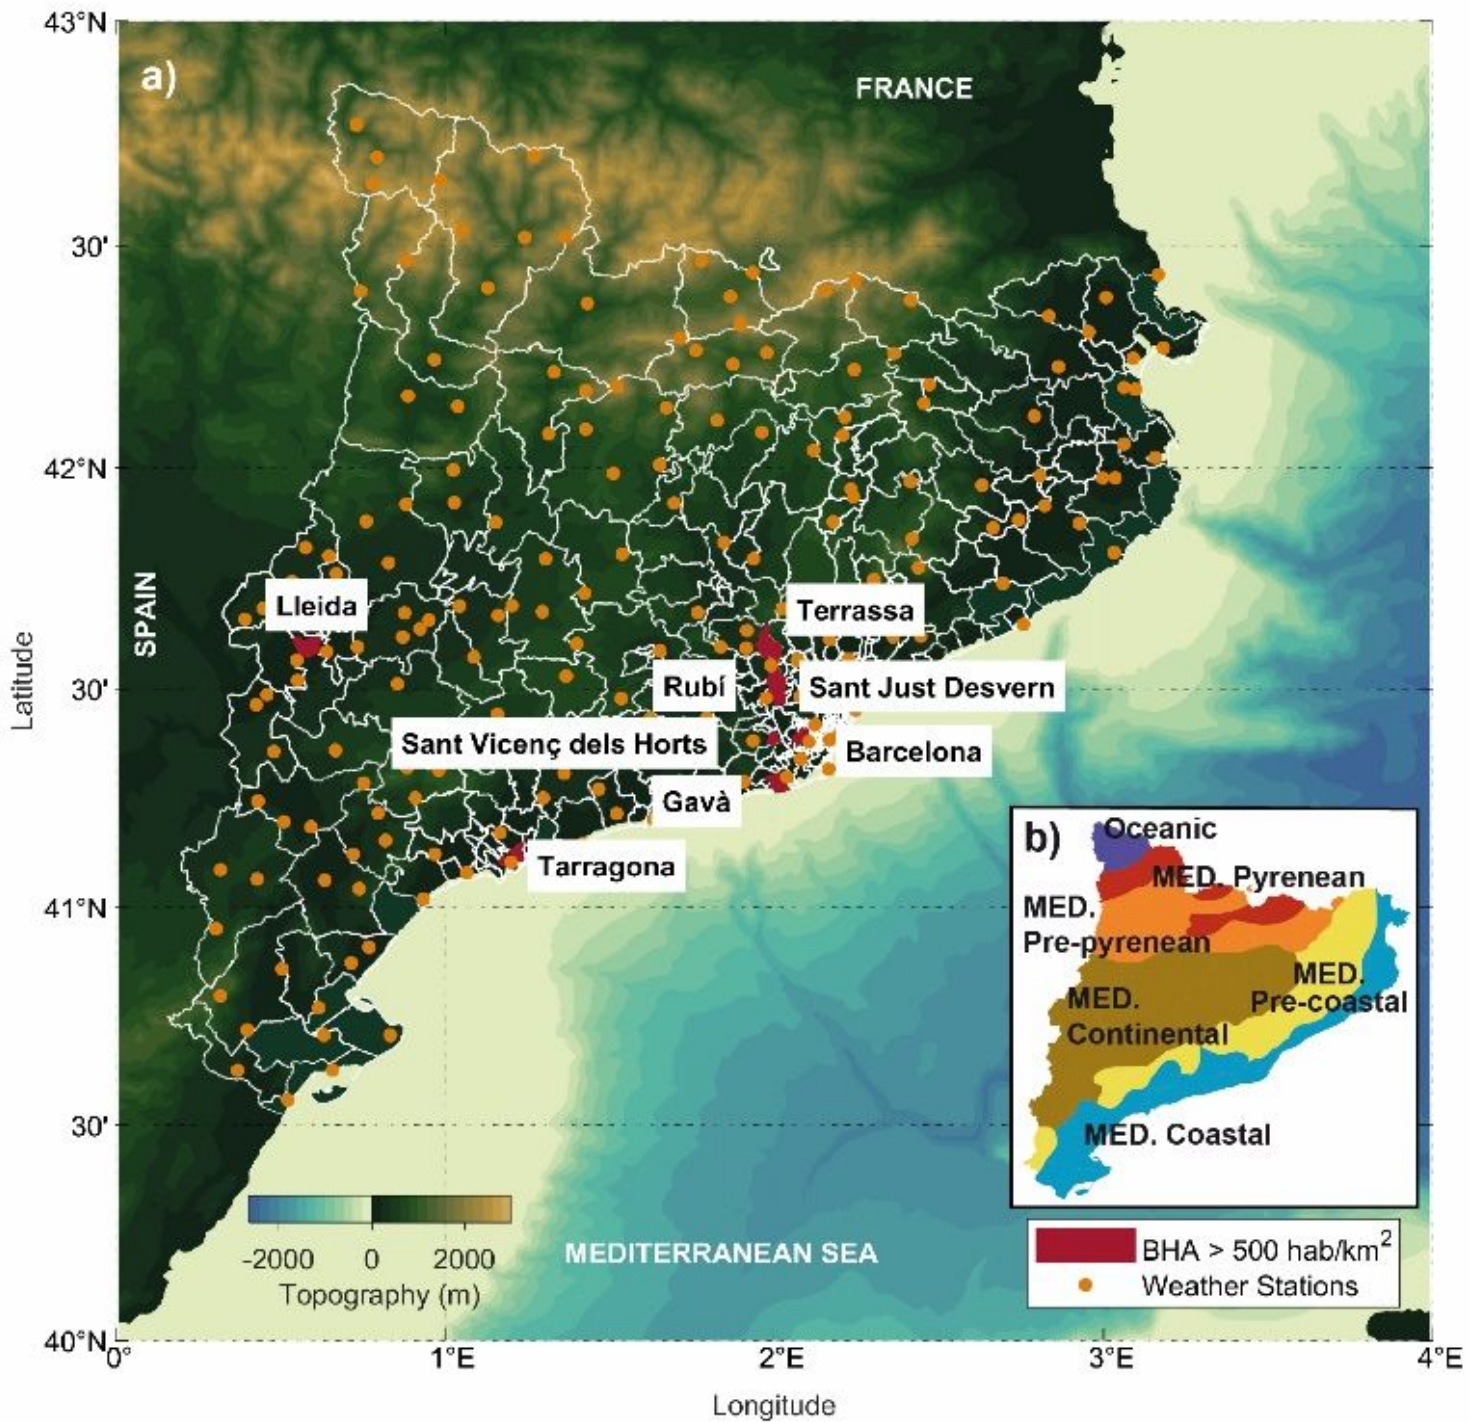 43°N
a)
FRANCE
30'
42°N
SPAIN
Lleida
Terrassa
Latitude
Rubí
Sant Just Desvern
30'
Sant Vicenç dels Horts
Barcelona
Gavà
Tarragona
41°N
b)
Oceanic
MED. Pyrenean
MED.
Pre-pyrenean
MED.
Pre-coastal
MED.
Continental
MED. Coastal
30'
-2000 0 2000
Topography (m)
MEDITERRANEAN SEA
BHA > 500 hab/km²
Weather Stations
40°N
0° 1°E 2°E 3°E 4°E
Longitude